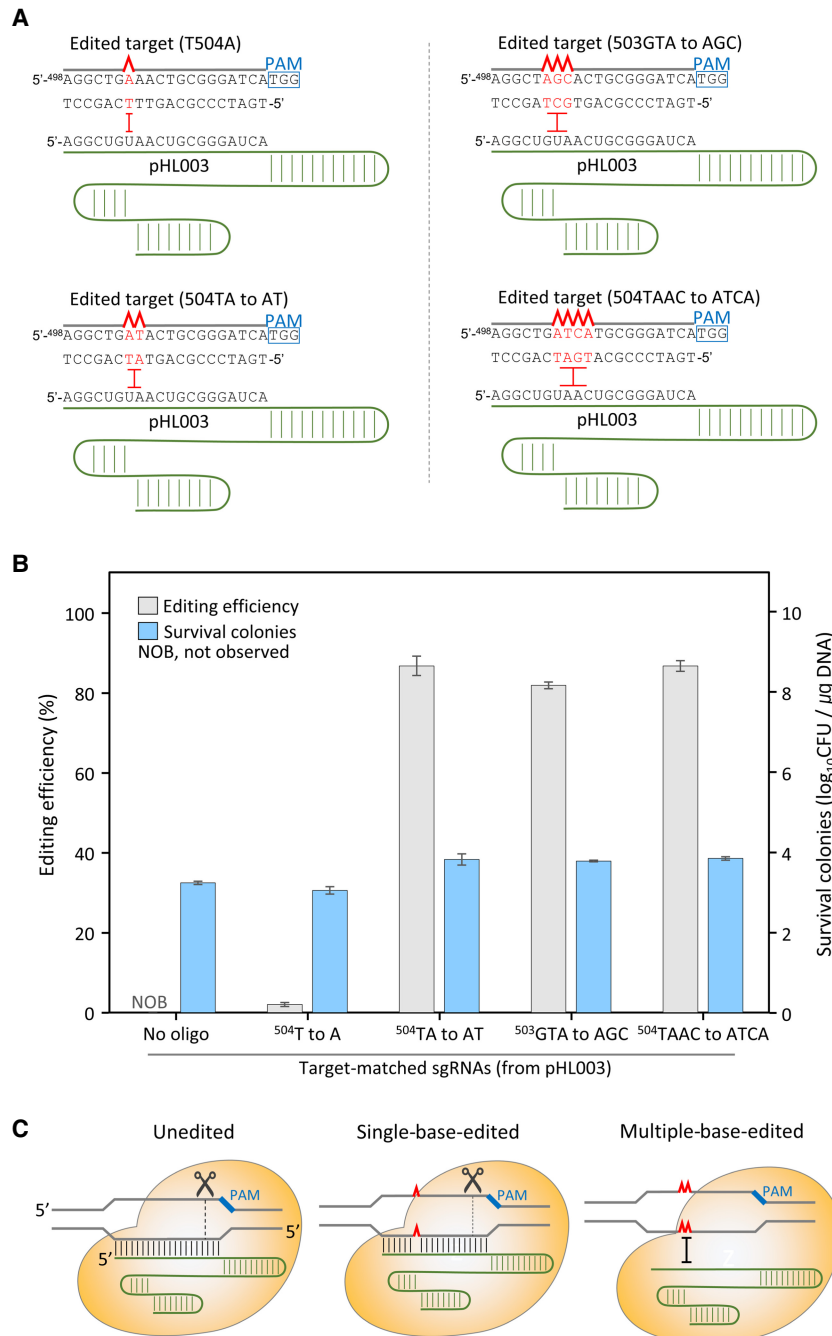 A
Edited target (T504A)
PAM
5'-⁴⁹⁸AGGCTGAAACTGCGGGATCATGG
TCCGACTTTGACGCCCTAGT-5'
5'-AGGCUGUAACUGCGGGAUCA
pHL003
Edited target (503GTA to AGC)
PAM
5'-⁴⁹⁸AGGCTAGCACTGCGGGATCATGG
TCCGATCGTGACGCCCTAGT-5'
5'-AGGCUGUAACUGCGGGAUCA
pHL003
Edited target (504TA to AT)
PAM
5'-⁴⁹⁸AGGCTGATACTGCGGGATCATGG
TCCGACTATGACGCCCTAGT-5'
5'-AGGCUGUAACUGCGGGAUCA
pHL003
Edited target (504TAAC to ATCA)
PAM
5'-⁴⁹⁸AGGCTGATCATGCGGGATCATGG
TCCGACTAGTACGCCCTAGT-5'
5'-AGGCUGUAACUGCGGGAUCA
pHL003
B
Editing efficiency
Survival colonies
NOB, not observed
Editing efficiency (%)
100
80
60
40
20
0
Survival colonies (log₁₀CFU / µg DNA)
10
8
6
4
2
0
NOB
No oligo
⁵⁰⁴T to A
⁵⁰⁴TA to AT
⁵⁰³GTA to AGC
⁵⁰⁴TAAC to ATCA
Target-matched sgRNAs (from pHL003)
C
Unedited
PAM
5'
5'
5'
Single-base-edited
PAM
Multiple-base-edited
PAM